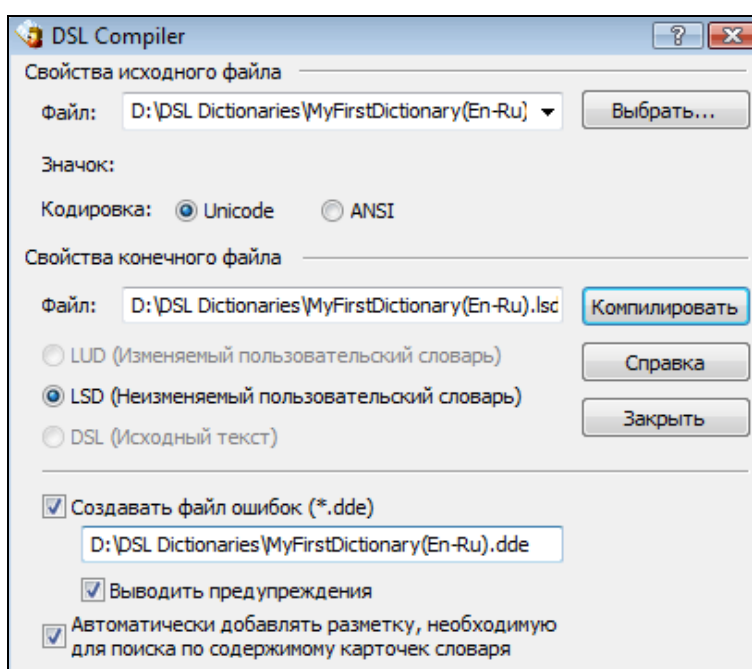 DSL Compiler
Свойства исходного файла
Файл: D:\DSL Dictionaries\MyFirstDictionary(En-Ru) Выбрать...
Значок:
Кодировка: Unicode ANSI
Свойства конечного файла
Файл: D:\DSL Dictionaries\MyFirstDictionary(En-Ru).lsd Компилировать
LUD (Изменяемый пользовательский словарь) Справка
LSD (Неизменяемый пользовательский словарь)
DSL (Исходный текст) Закрыть
Создавать файл ошибок (*.dde)
D:\DSL Dictionaries\MyFirstDictionary(En-Ru).dde
Выводить предупреждения
Автоматически добавлять разметку, необходимую
для поиска по содержимому карточек словаря